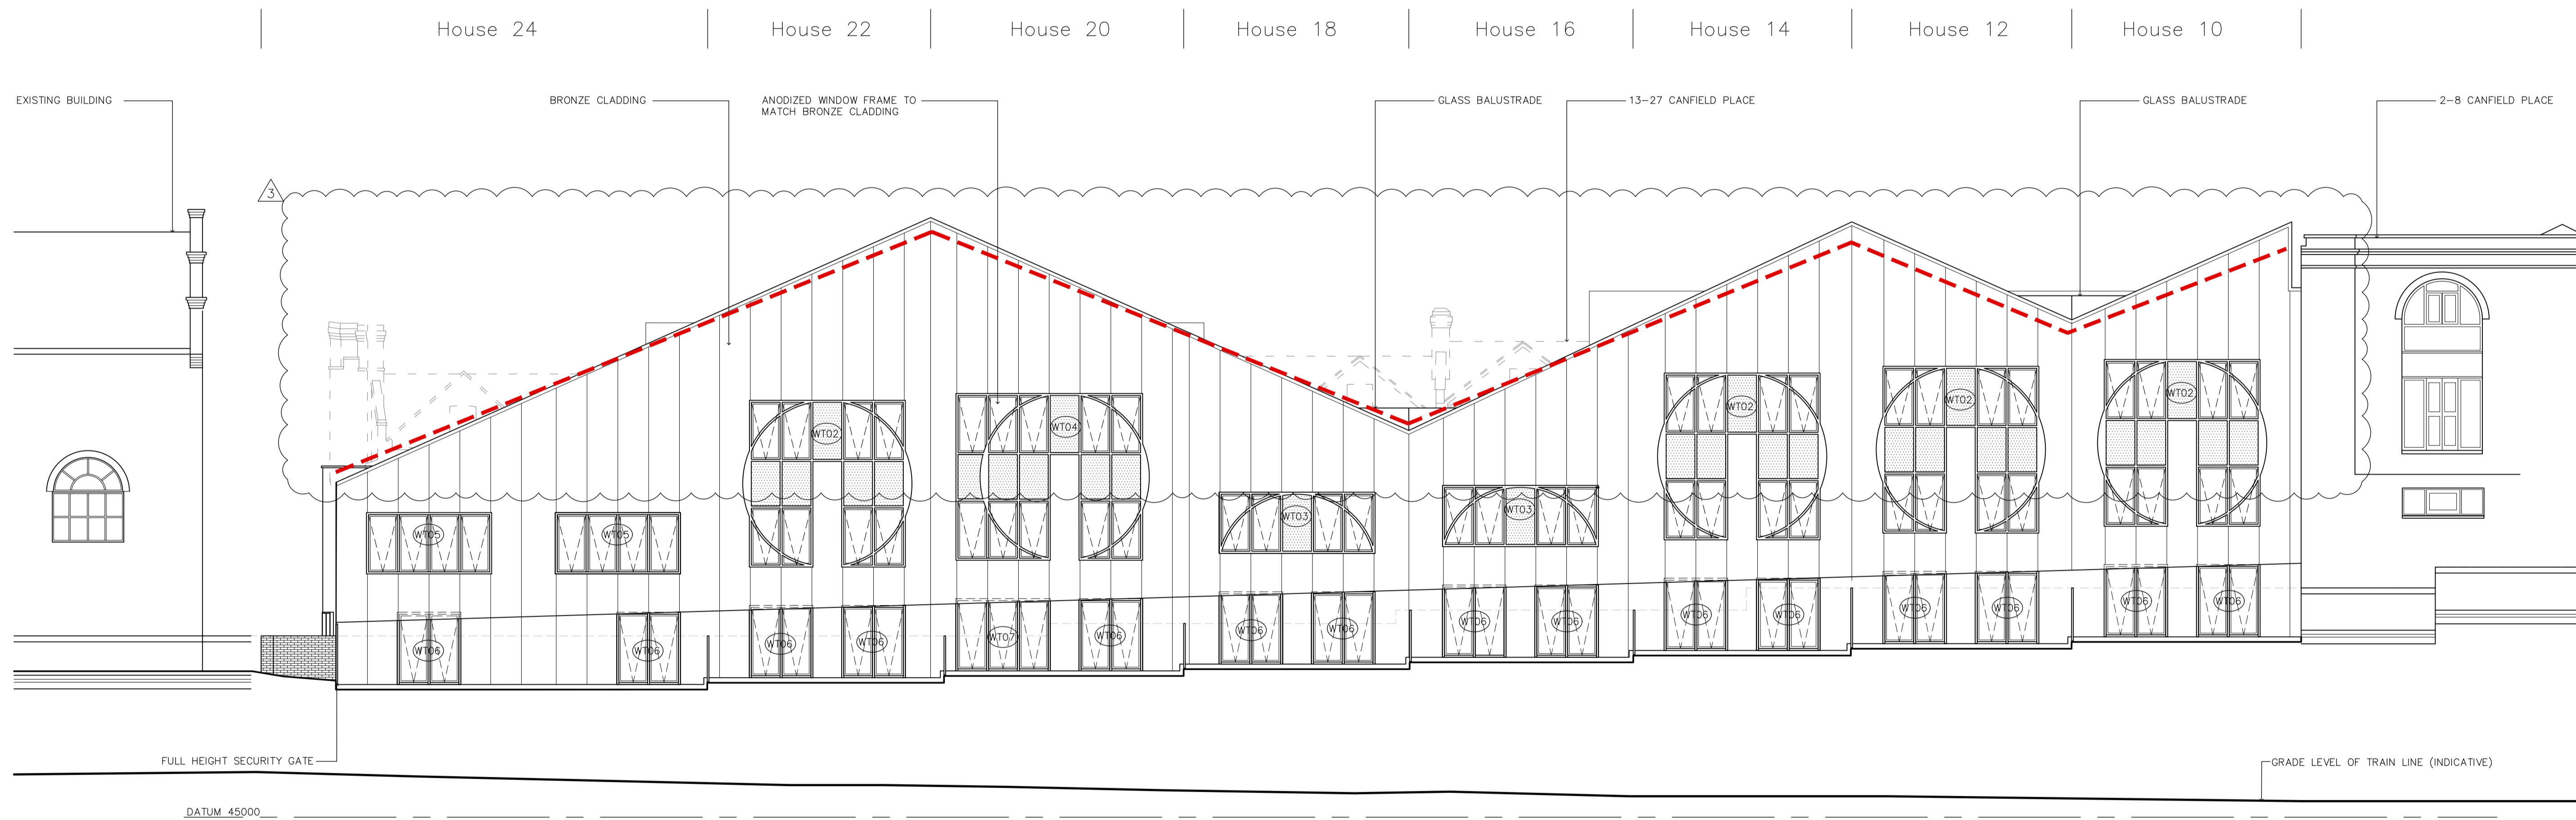 House 24
House 22
House 20
House 18
House 16
House 14
House 12
House 10
EXISTING BUILDING
BRONZE CLADDING
ANODIZED WINDOW FRAME TO
MATCH BRONZE CLADDING
GLASS BALUSTRADE
13-27 CANFIELD PLACE
GLASS BALUSTRADE
2-8 CANFIELD PLACE
3
WT02
WT04
WT02
WT02
WT02
WT05
WT05
WT03
WT03
WT06
WT06
WT06
WT06
WT07
WT06
WT06
WT06
WT06
WT06
WT06
WT06
WT06
WT06
WT06
WT06
FULL HEIGHT SECURITY GATE
GRADE LEVEL OF TRAIN LINE (INDICATIVE)
DATUM 45000